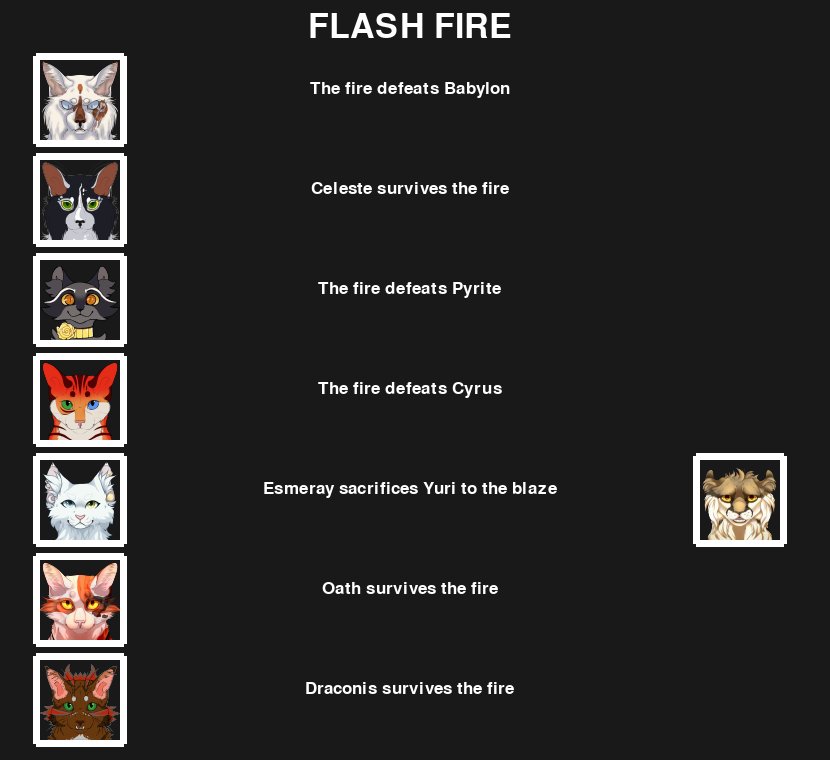 FLASH FIRE
The fire defeats Babylon
Celeste survives the fire
The fire defeats Pyrite
The fire defeats Cyrus
Esmeray sacrifices Yuri to the blaze
Oath survives the fire
Draconis survives the fire